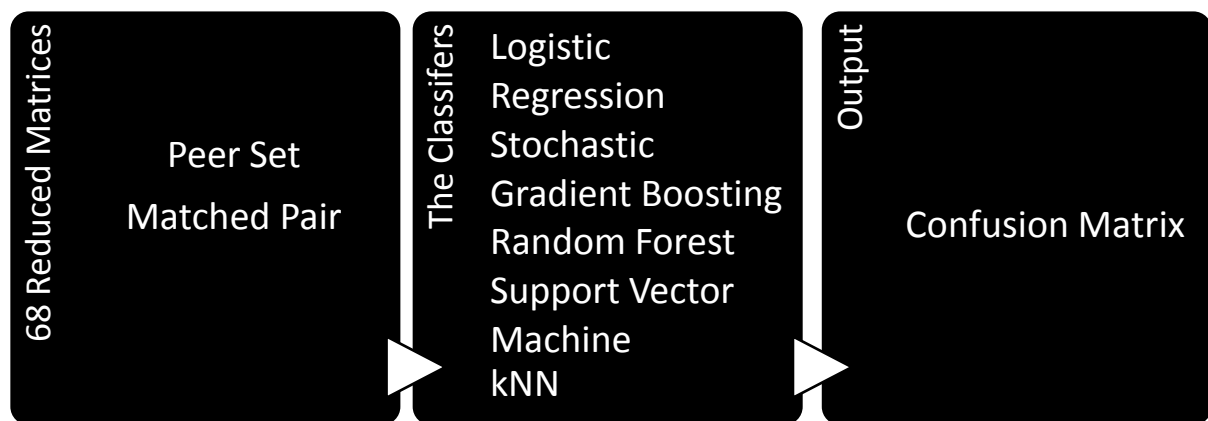 68 Reduced Matrices
Peer Set
Matched Pair
The Classifers
Logistic
Regression
Stochastic
Gradient Boosting
Random Forest
Support Vector
Machine
kNN
Output
Confusion Matrix